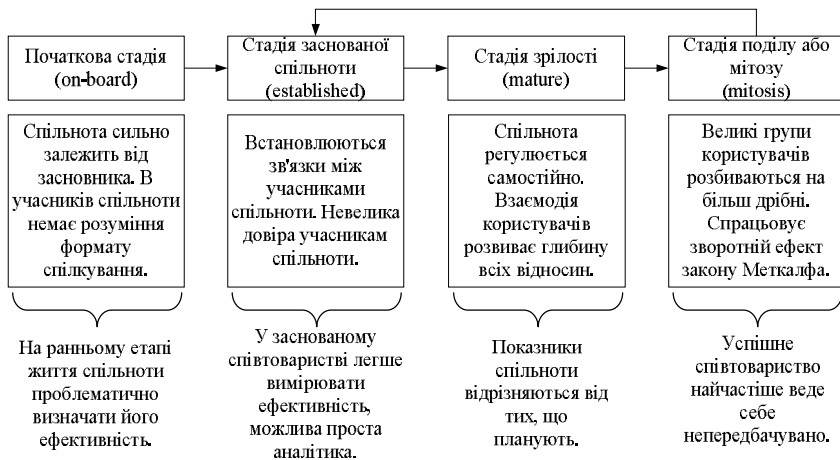 Початкова стадія
(on-board)
Стадія заснованої
спільноти
(established)
Стадія зрілості
(mature)
Стадія поділу або
мітозу
(mitosis)
Спільнота сильно
залежить від
засновника. В
учасників спільноти
немає розуміння
формату
спілкування.
Встановлюються
зв'язки між
учасниками
спільноти. Невелика
довіра учасникам
спільноти.
Спільнота
регулюється
самостійно.
Взаємодія
користувачів
розвиває глибину
всіх відносин.
Великі групи
користувачів
розбиваються на
більш дрібні.
Спрацьовує
зворотній ефект
закону Меткалфа.
На ранньому етапі
життя спільноти
проблематично
визначати його
ефективність.
У заснованому
співтоваристві легше
вимірювати
ефективність,
можлива проста
аналітика.
Показники
спільноти
відрізняються від
тих, що
планують.
Успішне
співтовариство
найчастіше веде
себе
непередбачувано.